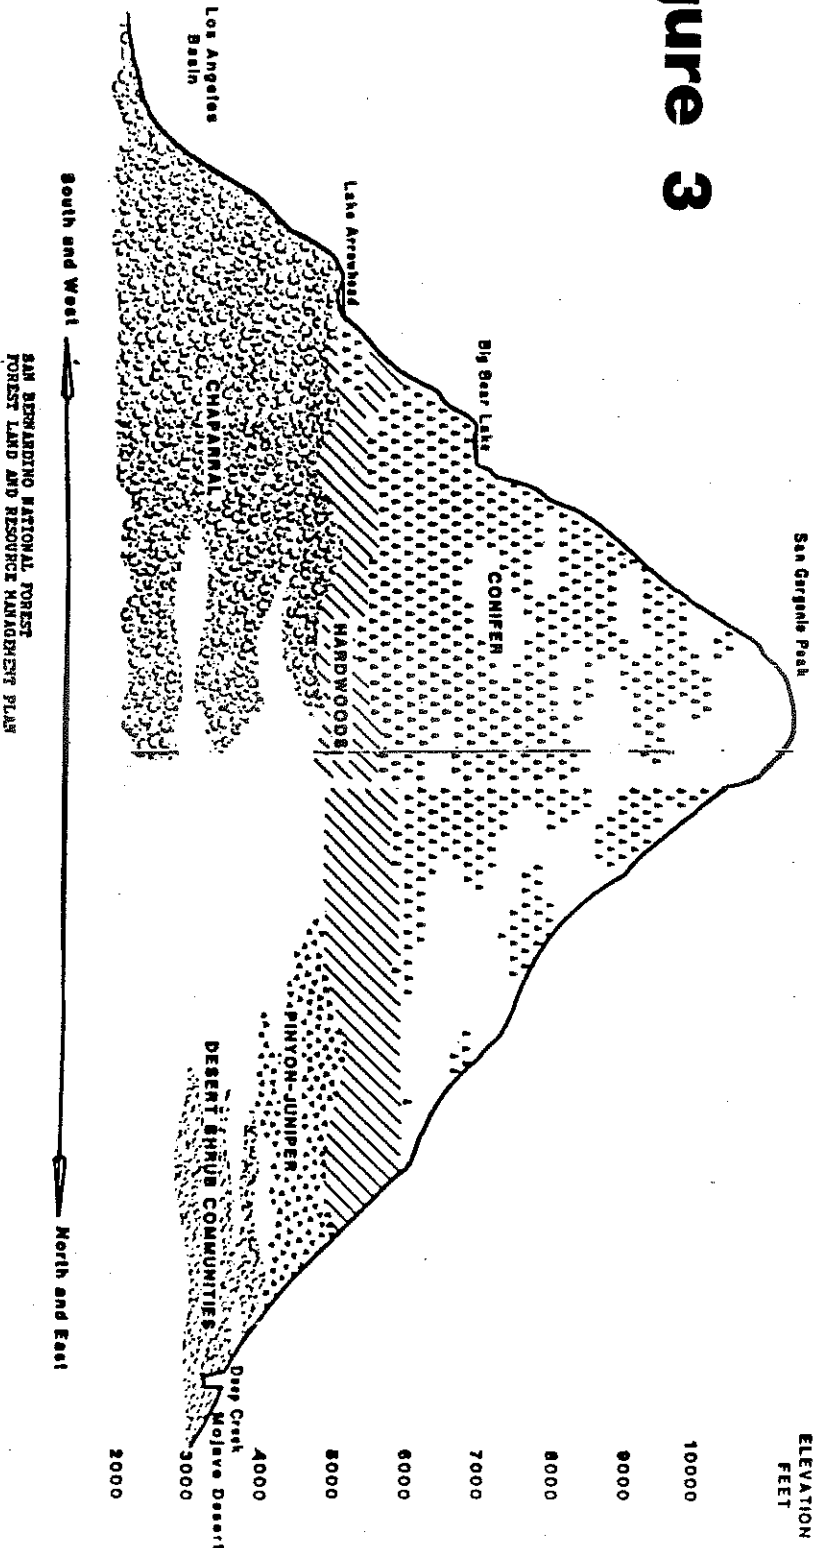 gure 3
San Gorgonio Peak
ELEVATION
FEET
10000
9000
8000
7000
6000
5000
4000
3000
2000
Big Bear Lake
Lake Arrowhead
Los Angeles
Basin
CONIFER
HARDWOODS
CHAPARRAL
PINYON-JUNIPER
DESERT SHRUB COMMUNITIES
Deep Creek
Mojave Desert
South and West
North and East
SAN BERNARDINO NATIONAL FOREST
FOREST LAND AND RESOURCE MANAGEMENT PLAN